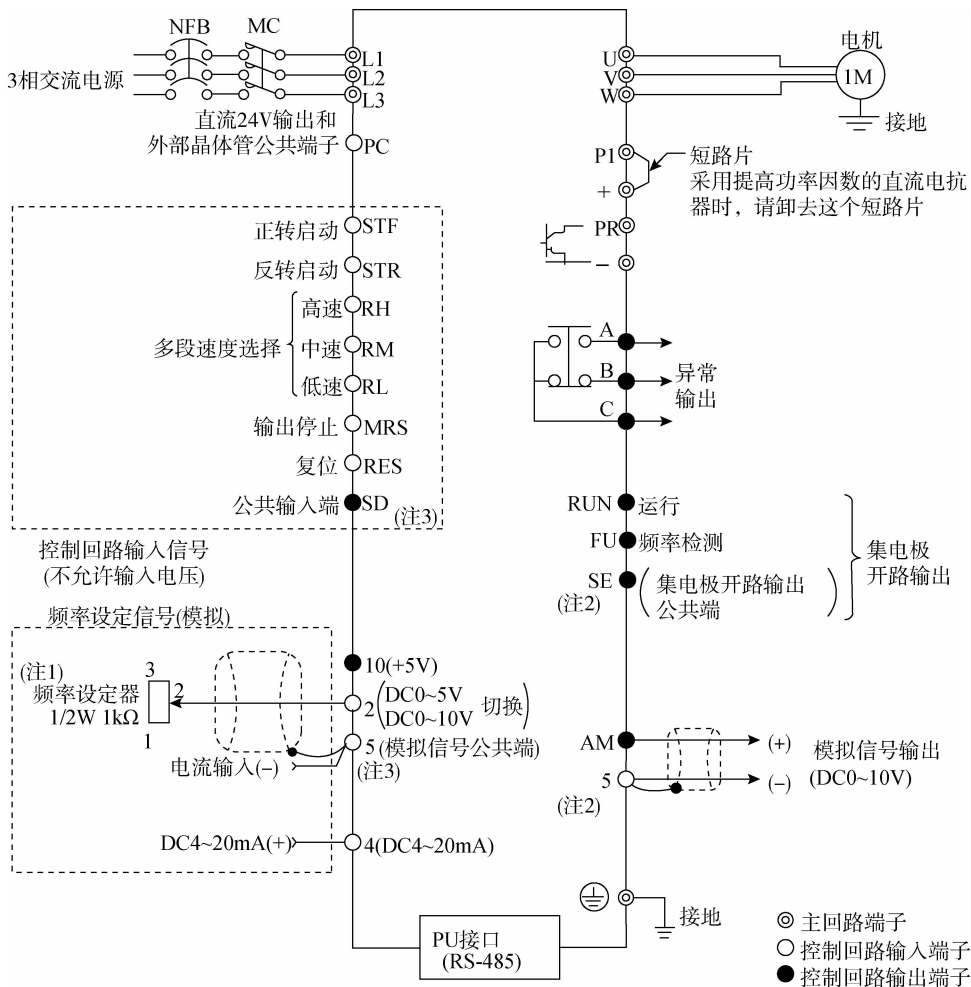 NFB MC
3相交流电源
L1
L2
L3
直流24V输出和
外部晶体管公共端子
PC
正转启动 STF
反转启动 STR
多段速度选择
高速 RH
中速 RM
低速 RL
输出停止 MRS
复位 RES
公共输入端 SD
(注3)
控制回路输入信号
(不允许输入电压)
频率设定信号(模拟)
(注1)
频率设定器
1/2W 1kΩ
3
2
1
10(+5V)
2
(DC0~5V
DC0~10V 切换)
5(模拟信号公共端)
(注3)
电流输入(-)
DC4~20mA(+)
4(DC4~20mA)
PU接口
(RS-485)
U
V
W
电机
1M
接地
P1
+
短路片
采用提高功率因数的直流电抗
器时，请卸去这个短路片
PR
-
A
B
C
异常
输出
RUN 运行
FU 频率检测
SE
(注2)
(集电极开路输出
公共端)
集电极
开路输出
AM
5
(注2)
(+)
(-)
模拟信号输出
(DC0~10V)
接地
主回路端子
控制回路输入端子
控制回路输出端子